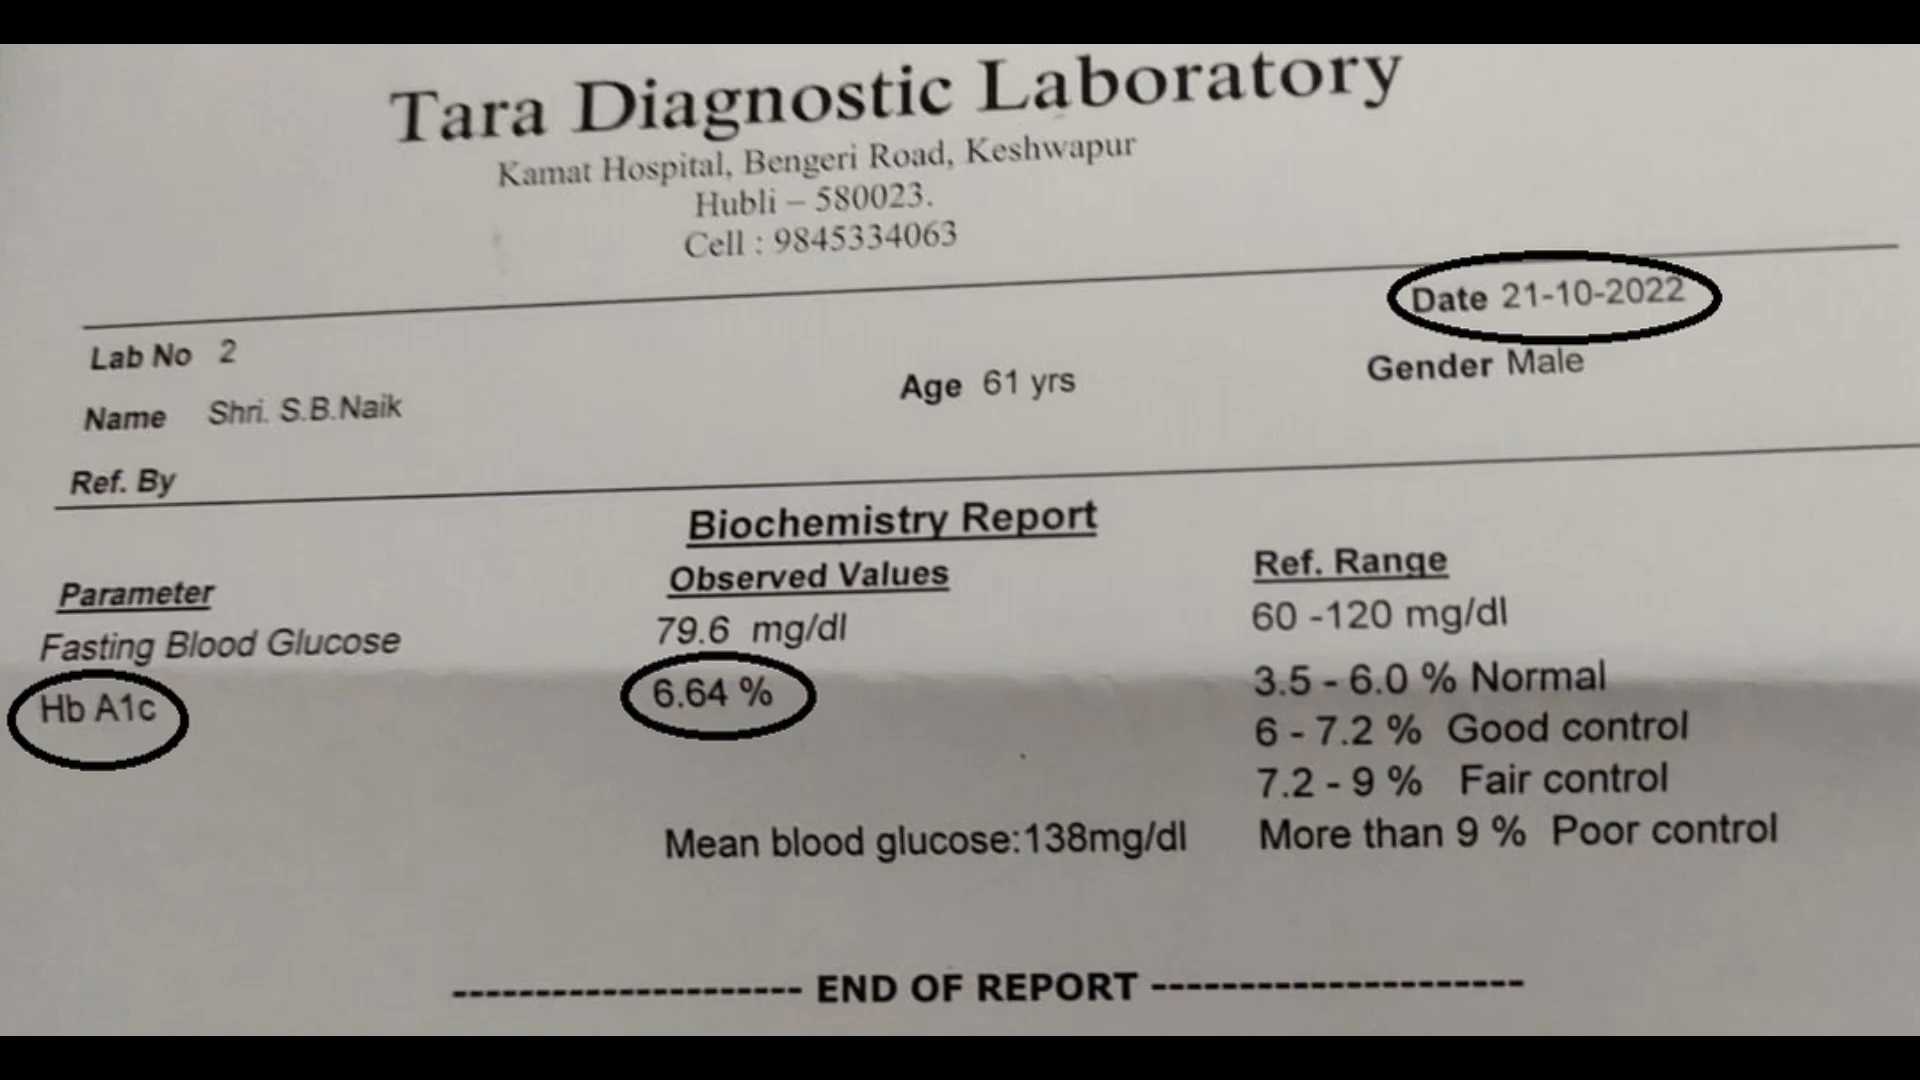 Tara Diagnostic Laboratory
Kamat Hospital, Bengeri Road, Keshwapur
Hubli – 580023.
Cell : 9845334063
Date 21-10-2022
Lab No 2
Age 61 yrs
Gender Male
Name Shri. S.B.Naik
Ref. By
Biochemistry Report
Parameter Observed Values Ref. Range
Fasting Blood Glucose 79.6 mg/dl 60 -120 mg/dl
Hb A1c 6.64 % 3.5 - 6.0 % Normal
6 - 7.2 % Good control
7.2 - 9 % Fair control
Mean blood glucose:138mg/dl More than 9 % Poor control
--------------------- END OF REPORT ----------------------